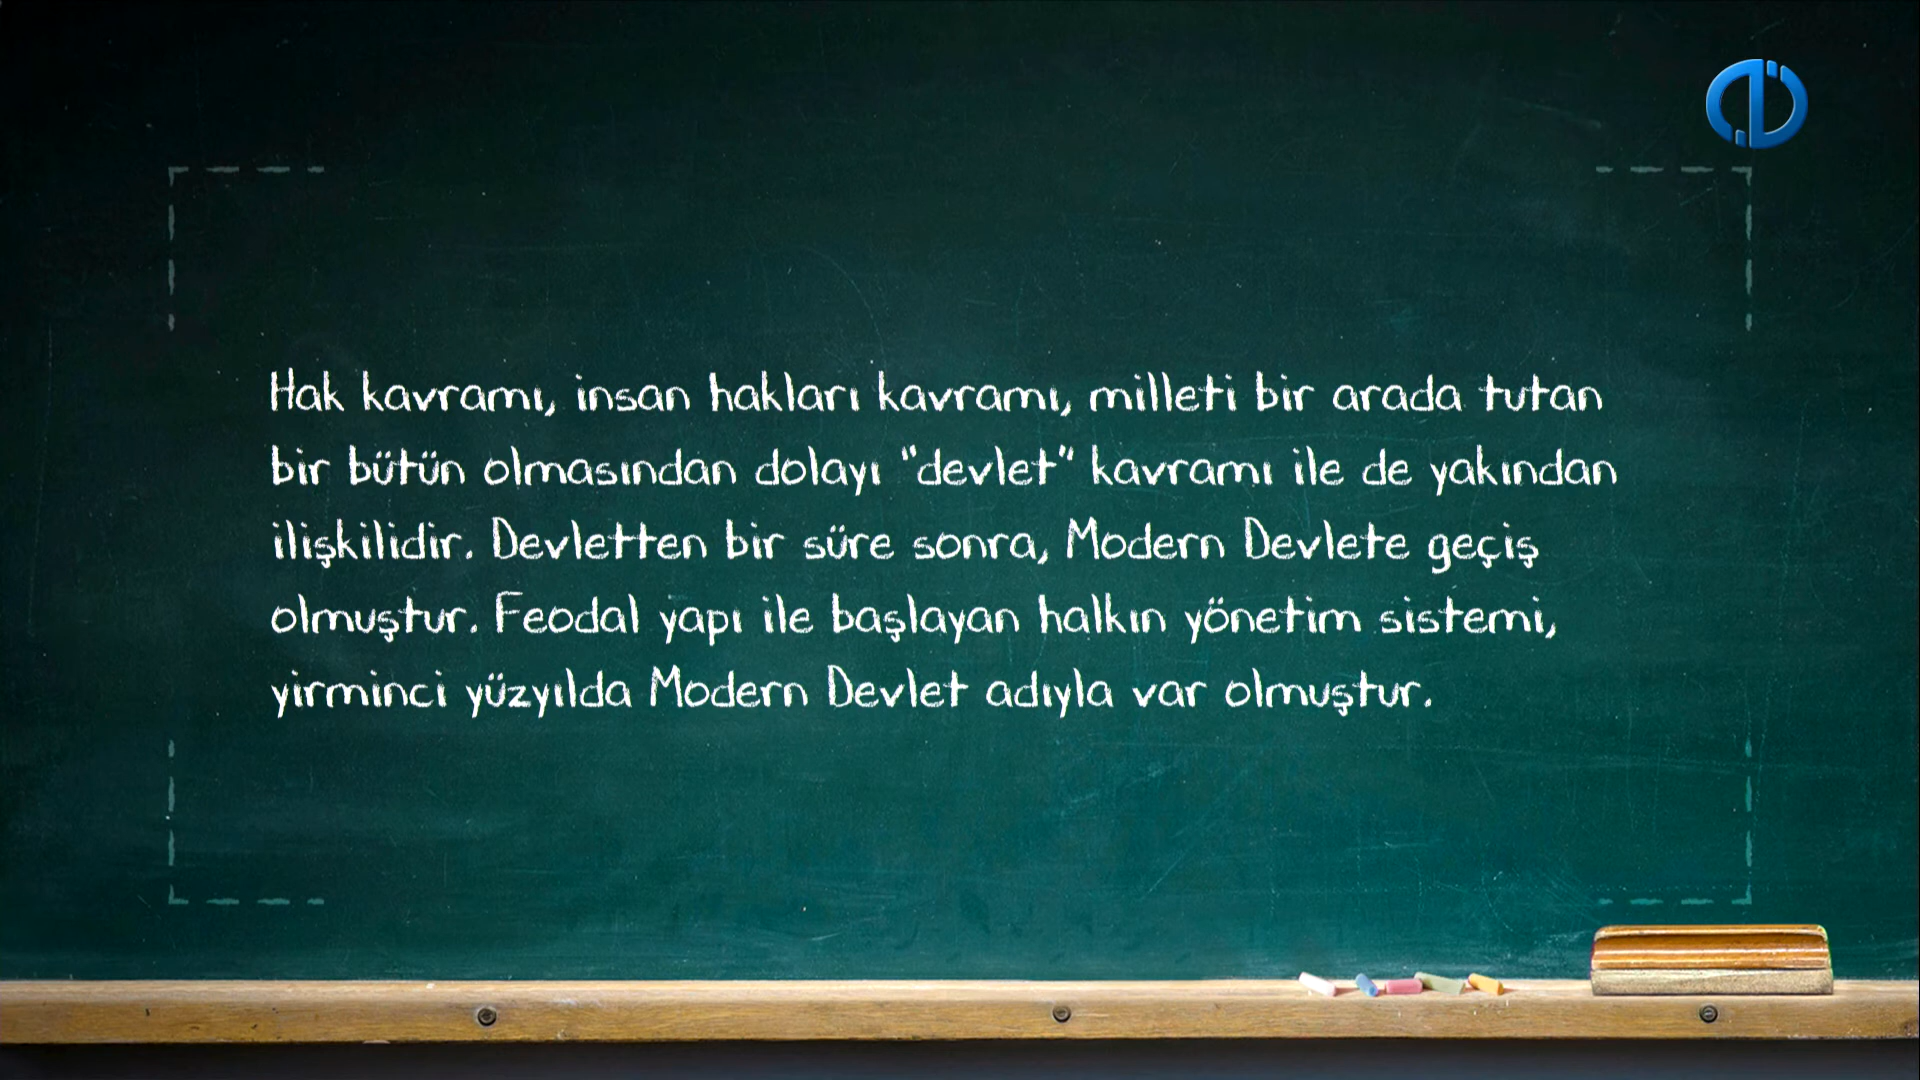 Hak kavramı, insan hakları kavramı, milleti bir arada tutan
bir bütün olmasından dolayı "devlet" kavramı ile de yakından
ilişkilidir. Devletten bir süre sonra, Modern Devlete geçiş
olmuştur. Feodal yapı ile başlayan halkın yönetim sistemi,
yirminci yüzyılda Modern Devlet adıyla var olmuştur.